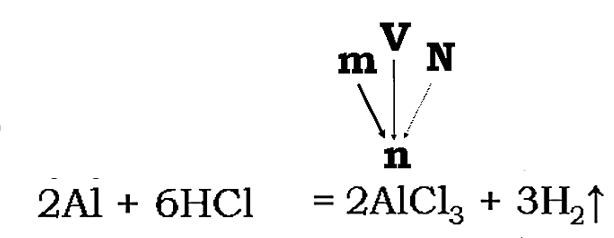 m V N
n
2Al + 6HCl = 2AlCl₃ + 3H₂↑